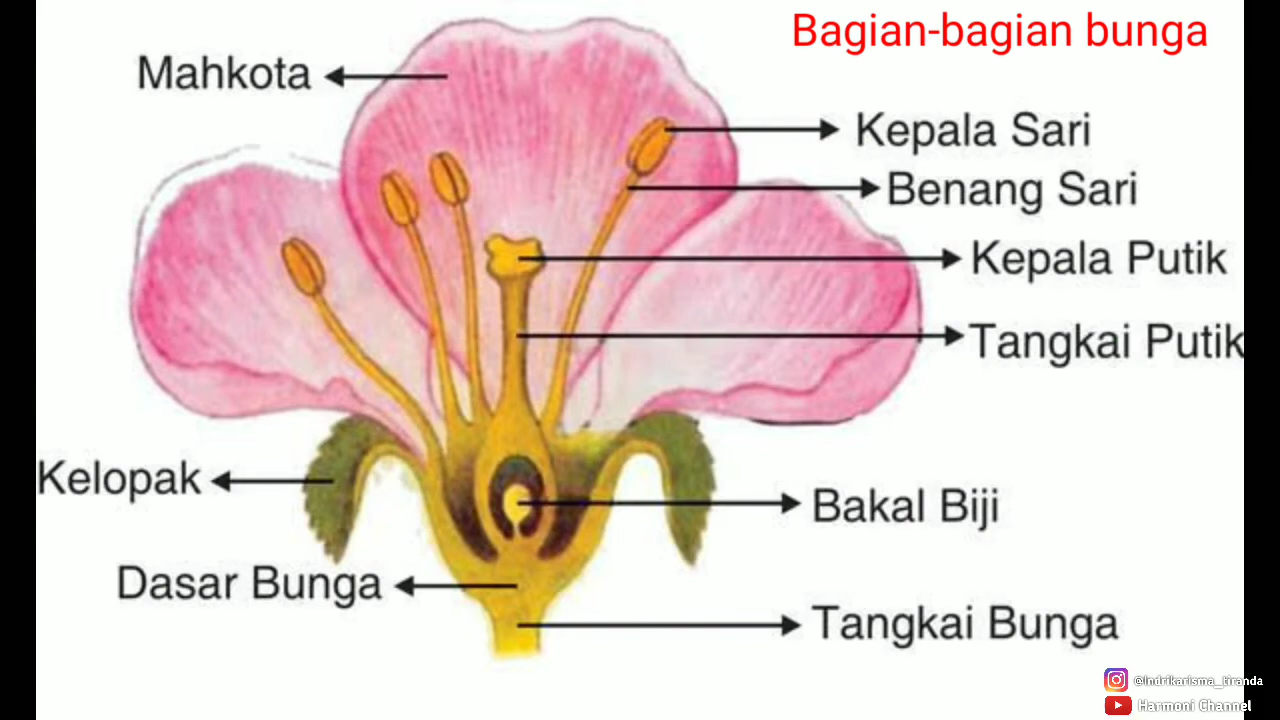 Bagian-bagian bunga
Mahkota
Kepala Sari
Benang Sari
Kepala Putik
Tangkai Putik
Kelopak
Bakal Biji
Dasar Bunga
Tangkai Bunga
@Indrikarisma_tiranda
Harmoni Channel